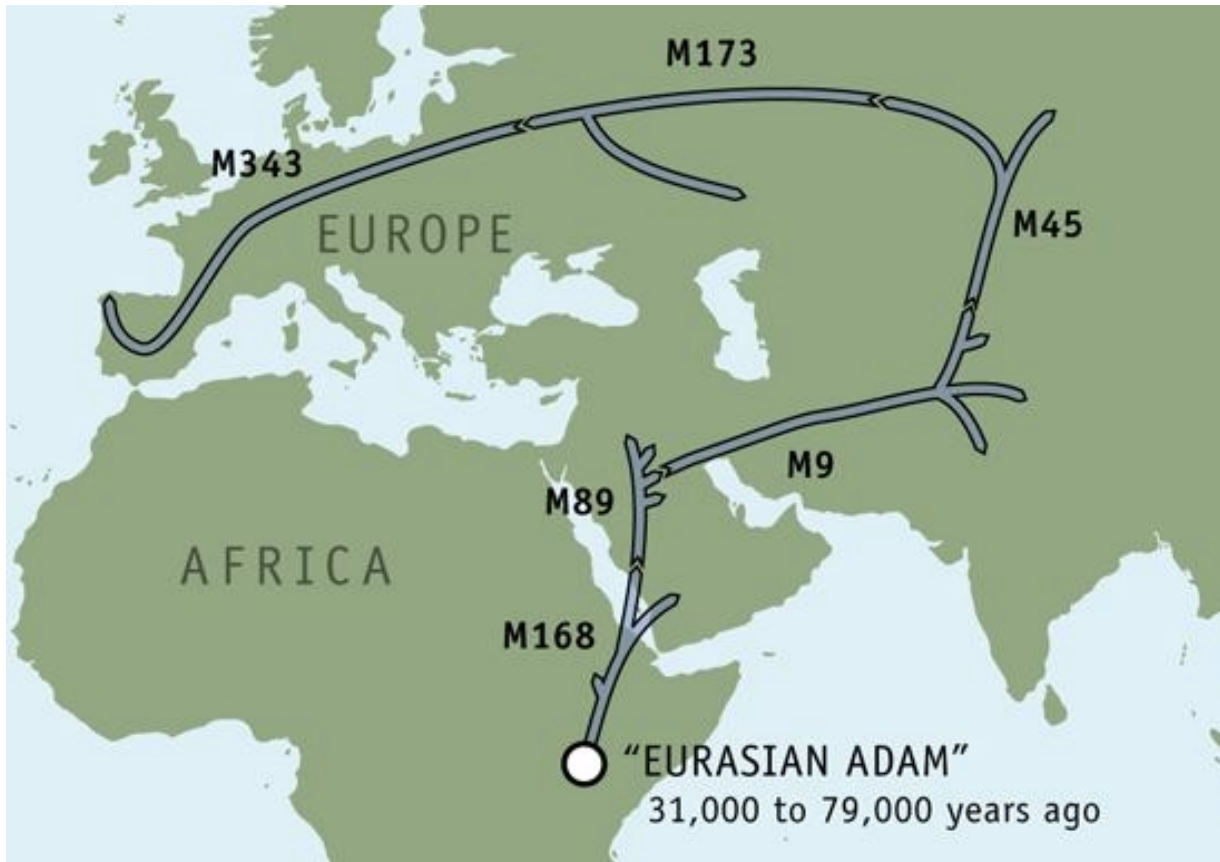 M173
M343
M45
EUROPE
M9
M89
AFRICA
M168
“EURASIAN ADAM”
31,000 to 79,000 years ago